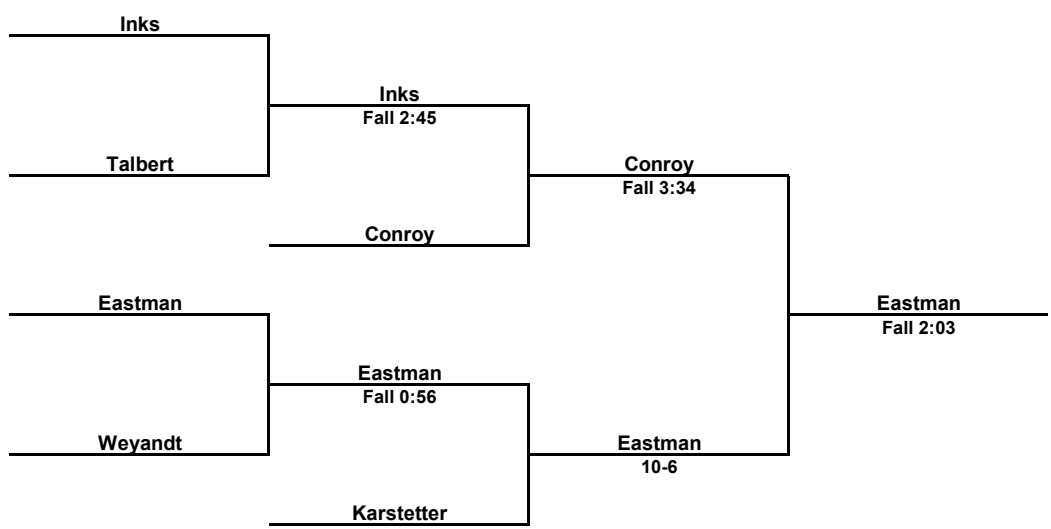 Inks
Inks
Fall 2:45
Talbert
Conroy
Fall 3:34
Conroy
Eastman
Eastman
Fall 2:03
Eastman
Fall 0:56
Weyandt
Eastman
10-6
Karstetter